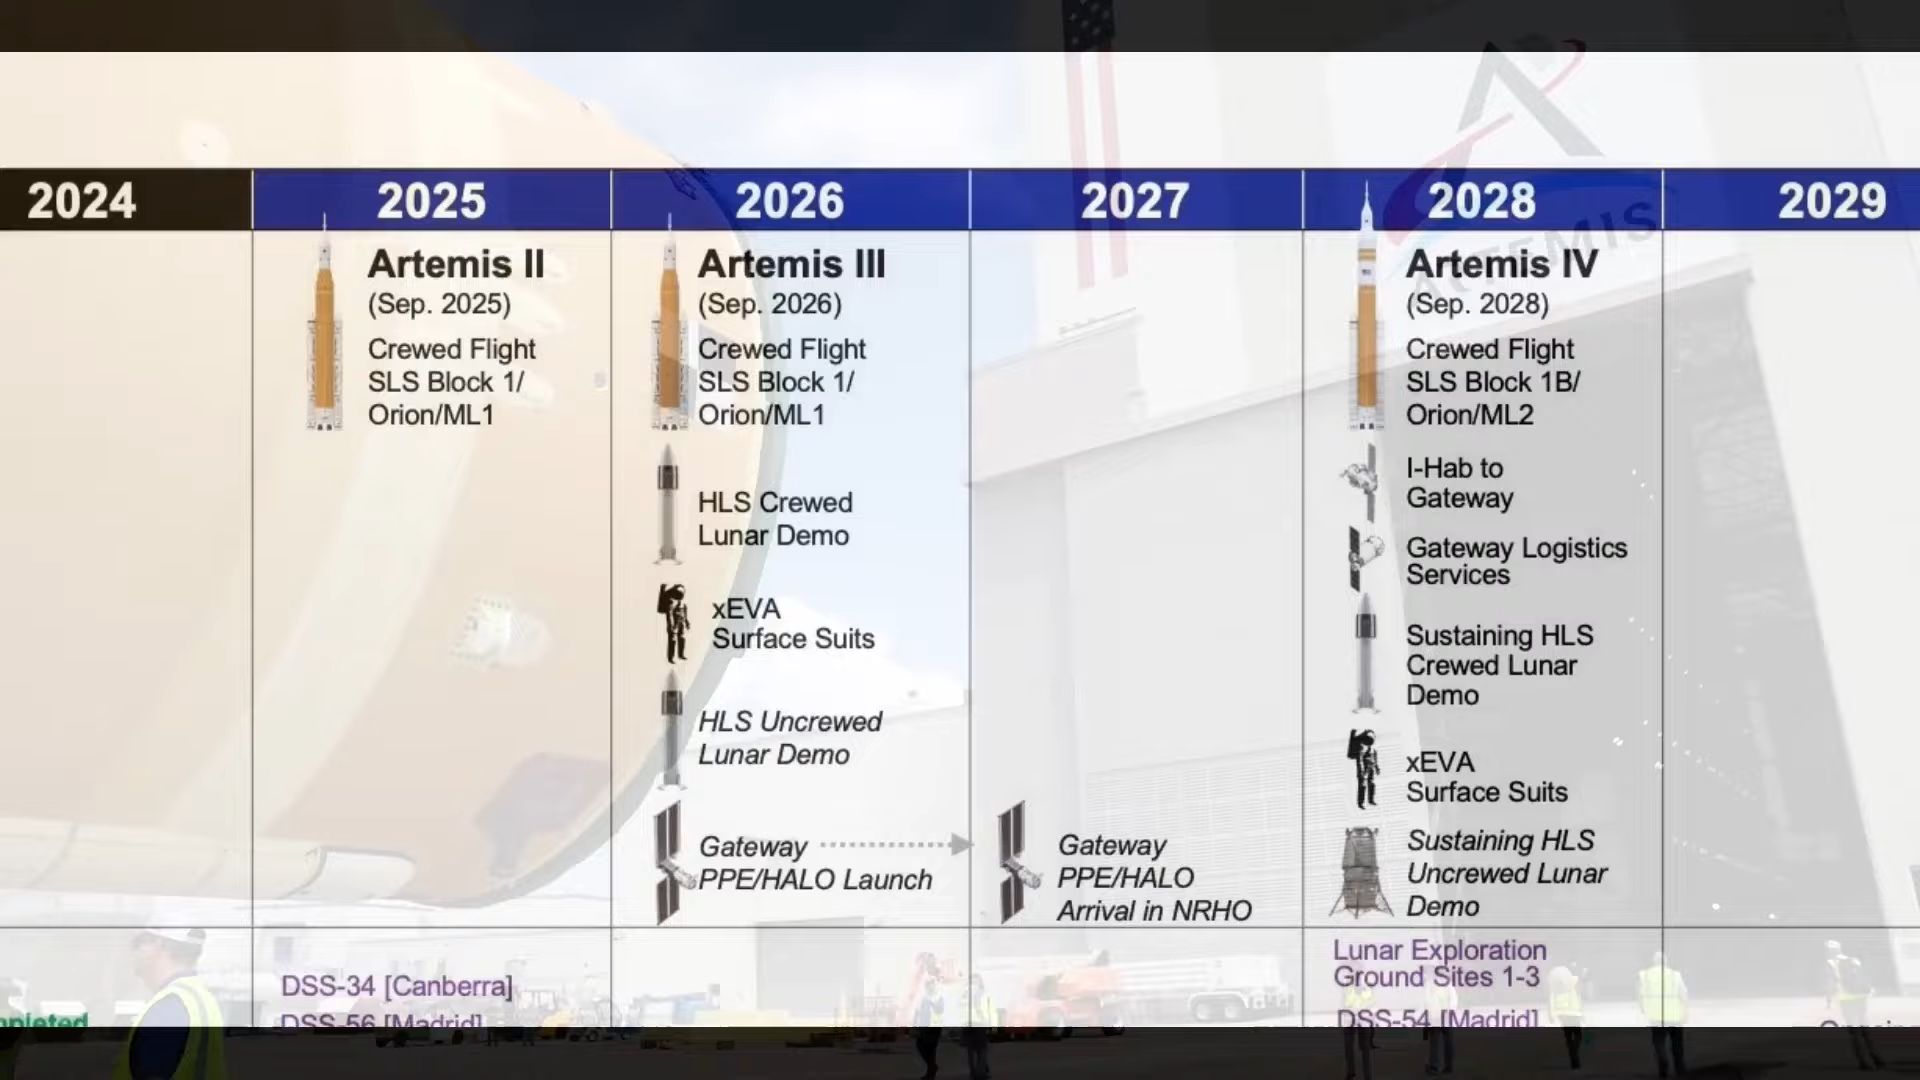 2024
2025
2026
2027
2028
2029
Artemis II
(Sep. 2025)
Crewed Flight
SLS Block 1/
Orion/ML1
Artemis III
(Sep. 2026)
Crewed Flight
SLS Block 1/
Orion/ML1
HLS Crewed
Lunar Demo
xEVA
Surface Suits
HLS Uncrewed
Lunar Demo
Gateway
PPE/HALO Launch
Gateway
PPE/HALO
Arrival in NRHO
Artemis IV
(Sep. 2028)
Crewed Flight
SLS Block 1B/
Orion/ML2
I-Hab to
Gateway
Gateway Logistics
Services
Sustaining HLS
Crewed Lunar
Demo
xEVA
Surface Suits
Sustaining HLS
Uncrewed Lunar
Demo
DSS-34 [Canberra]
DSS-56 [Madrid]
Lunar Exploration
Ground Sites 1-3
DSS-54 [Madrid]
ARTEMIS